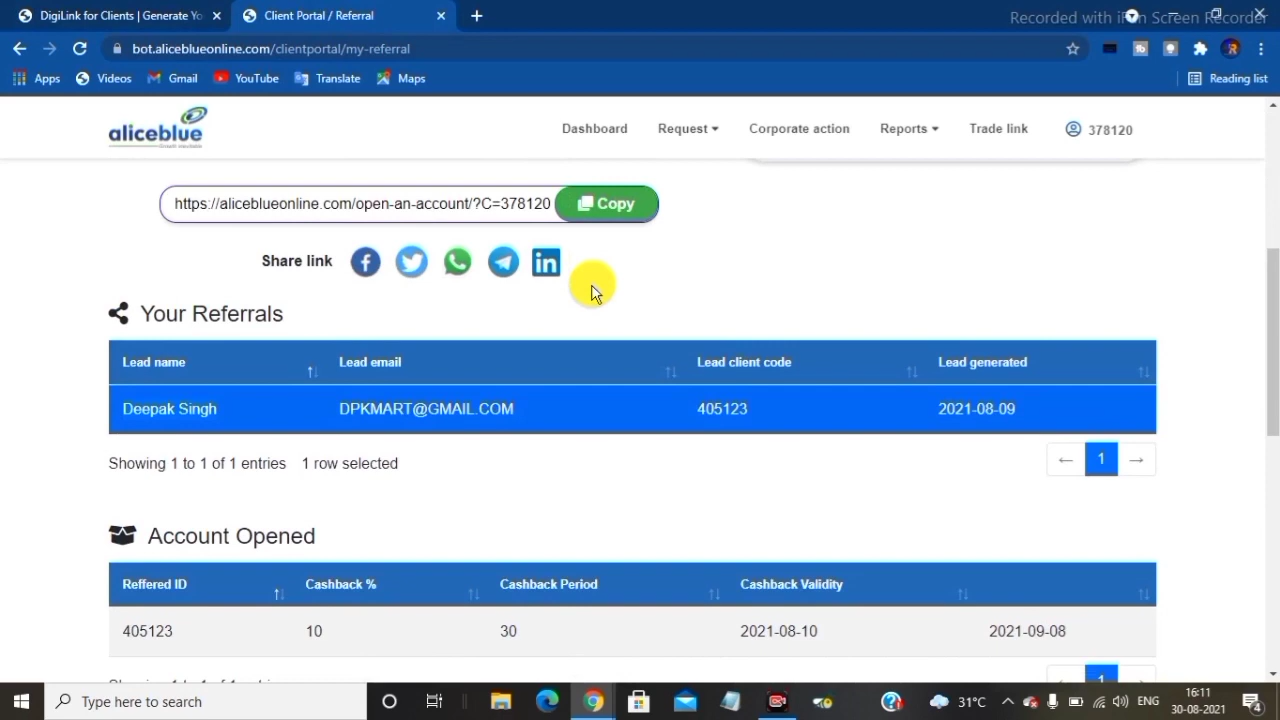 DigiLink for Clients | Generate Yo
Client Portal / Referral
Recorded with iFun Screen Recorder
bot.aliceblueonline.com/clientportal/my-referral
Apps Videos Gmail YouTube Translate Maps Reading list
aliceblue
Dashboard Request Corporate action Reports Trade link 378120
https://aliceblueonline.com/open-an-account/?C=378120 Copy
Share link
Your Referrals
Lead name Lead email Lead client code Lead generated
Deepak Singh DPKMART@GMAIL.COM 405123 2021-08-09
Showing 1 to 1 of 1 entries 1 row selected
← 1 →
Account Opened
Reffered ID Cashback % Cashback Period Cashback Validity
405123 10 30 2021-08-10 2021-09-08
1
Type here to search
31°C ENG
16:11
30-08-2021
4